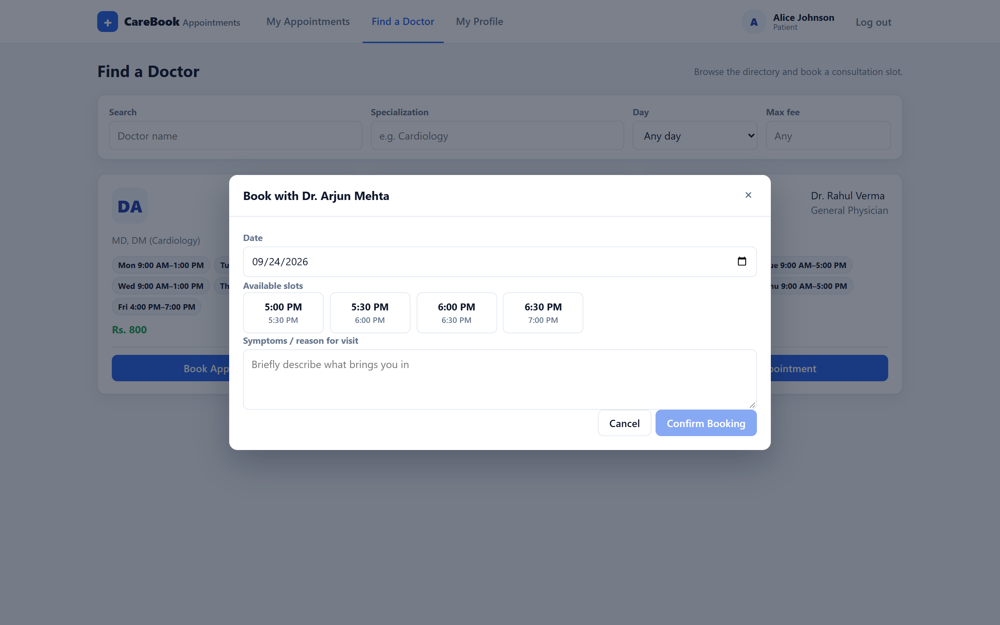 + CareBook Appointments My Appointments Find a Doctor My Profile A Alice Johnson Log out
Patient
Find a Doctor Browse the directory and book a consultation slot.
Search Specialization Day Max fee
Doctor name e.g. Cardiology Any day Any
Book with Dr. Arjun Mehta ×
Date
09/24/2026
Available slots
5:00 PM 5:30 PM 6:00 PM 6:30 PM
5:30 PM 6:00 PM 6:30 PM 7:00 PM
Symptoms / reason for visit
Briefly describe what brings you in
Cancel Confirm Booking
DA
MD, DM (Cardiology)
Mon 9:00 AM–1:00 PM
Wed 9:00 AM–1:00 PM
Fri 4:00 PM–7:00 PM
Rs. 800
Book
Dr. Rahul Verma
General Physician
9:00 AM–5:00 PM
9:00 AM–5:00 PM